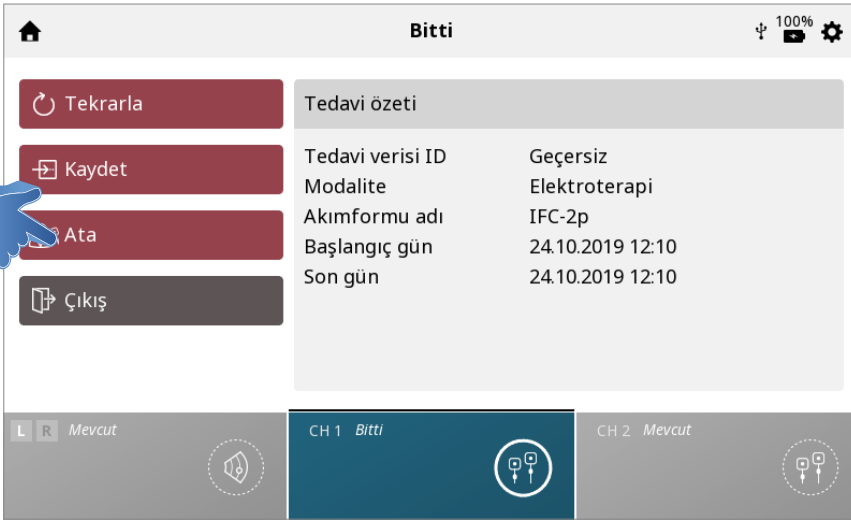 Bitti
100%
Tekrarla
Kaydet
Ata
Çıkış
Tedavi özeti
Tedavi verisi ID Geçersiz
Modalite Elektroterapi
Akımformu adı IFC-2p
Başlangıç gün 24.10.2019 12:10
Son gün 24.10.2019 12:10
L R Mevcut
CH 1 Bitti
CH 2 Mevcut